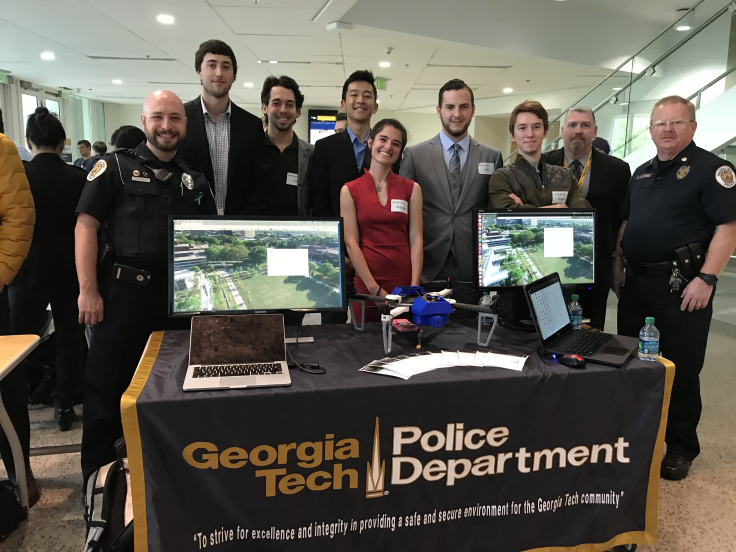 Georgia Tech
Police Department
®
"To strive for excellence and integrity in providing a safe and secure environment for the Georgia Tech community"